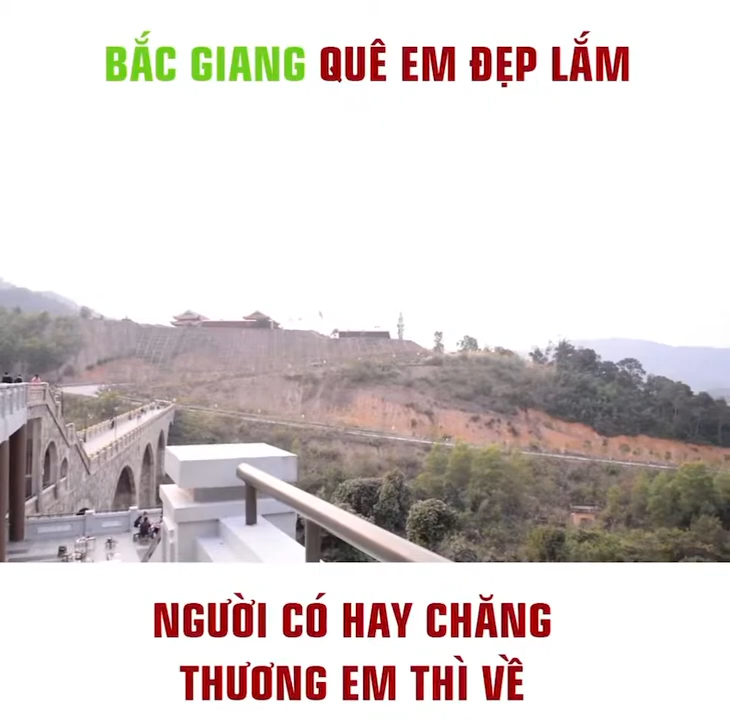 BẮC GIANG QUÊ EM ĐẸP LẮM
NGƯỜI CÓ HAY CHĂNG
THƯƠNG EM THÌ VỀ